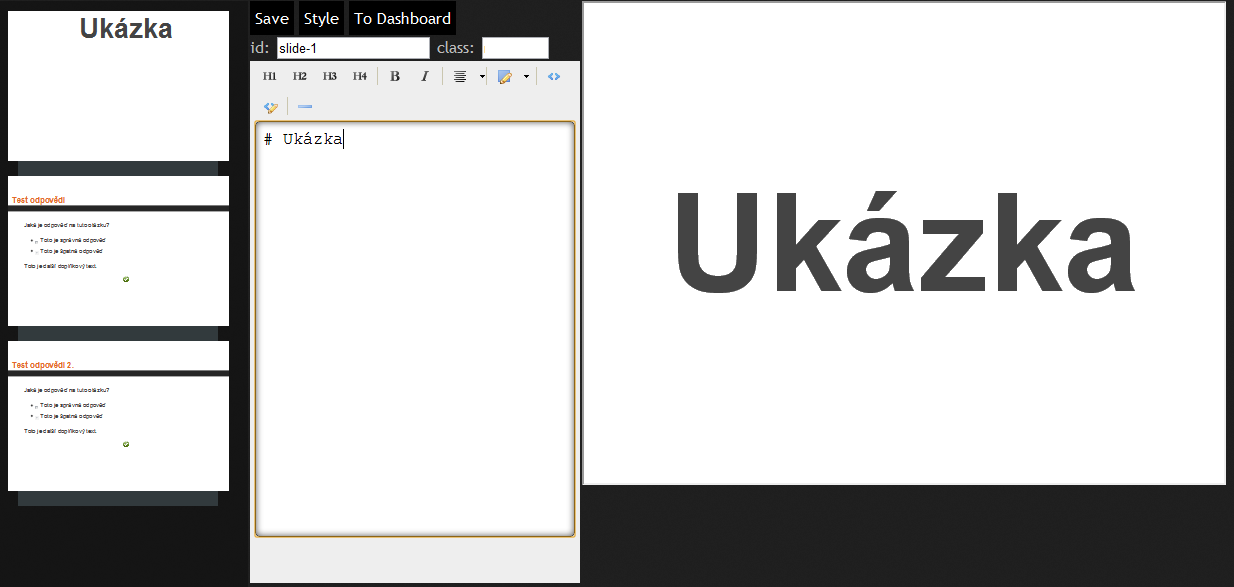 Ukázka
Test odpovědi
Jaká je odpověď na tuto otázku?
Toto je správná odpověď
Toto je špatná odpověď
Toto je další doplňkový text.
Test odpovědi 2.
Jaká je odpověď na tuto otázku?
Toto je správná odpověď
Toto je špatná odpověď
Toto je další doplňkový text.
Save Style To Dashboard
id: slide-1 class:
H1 H2 H3 H4 B I
# Ukázka
Ukázka